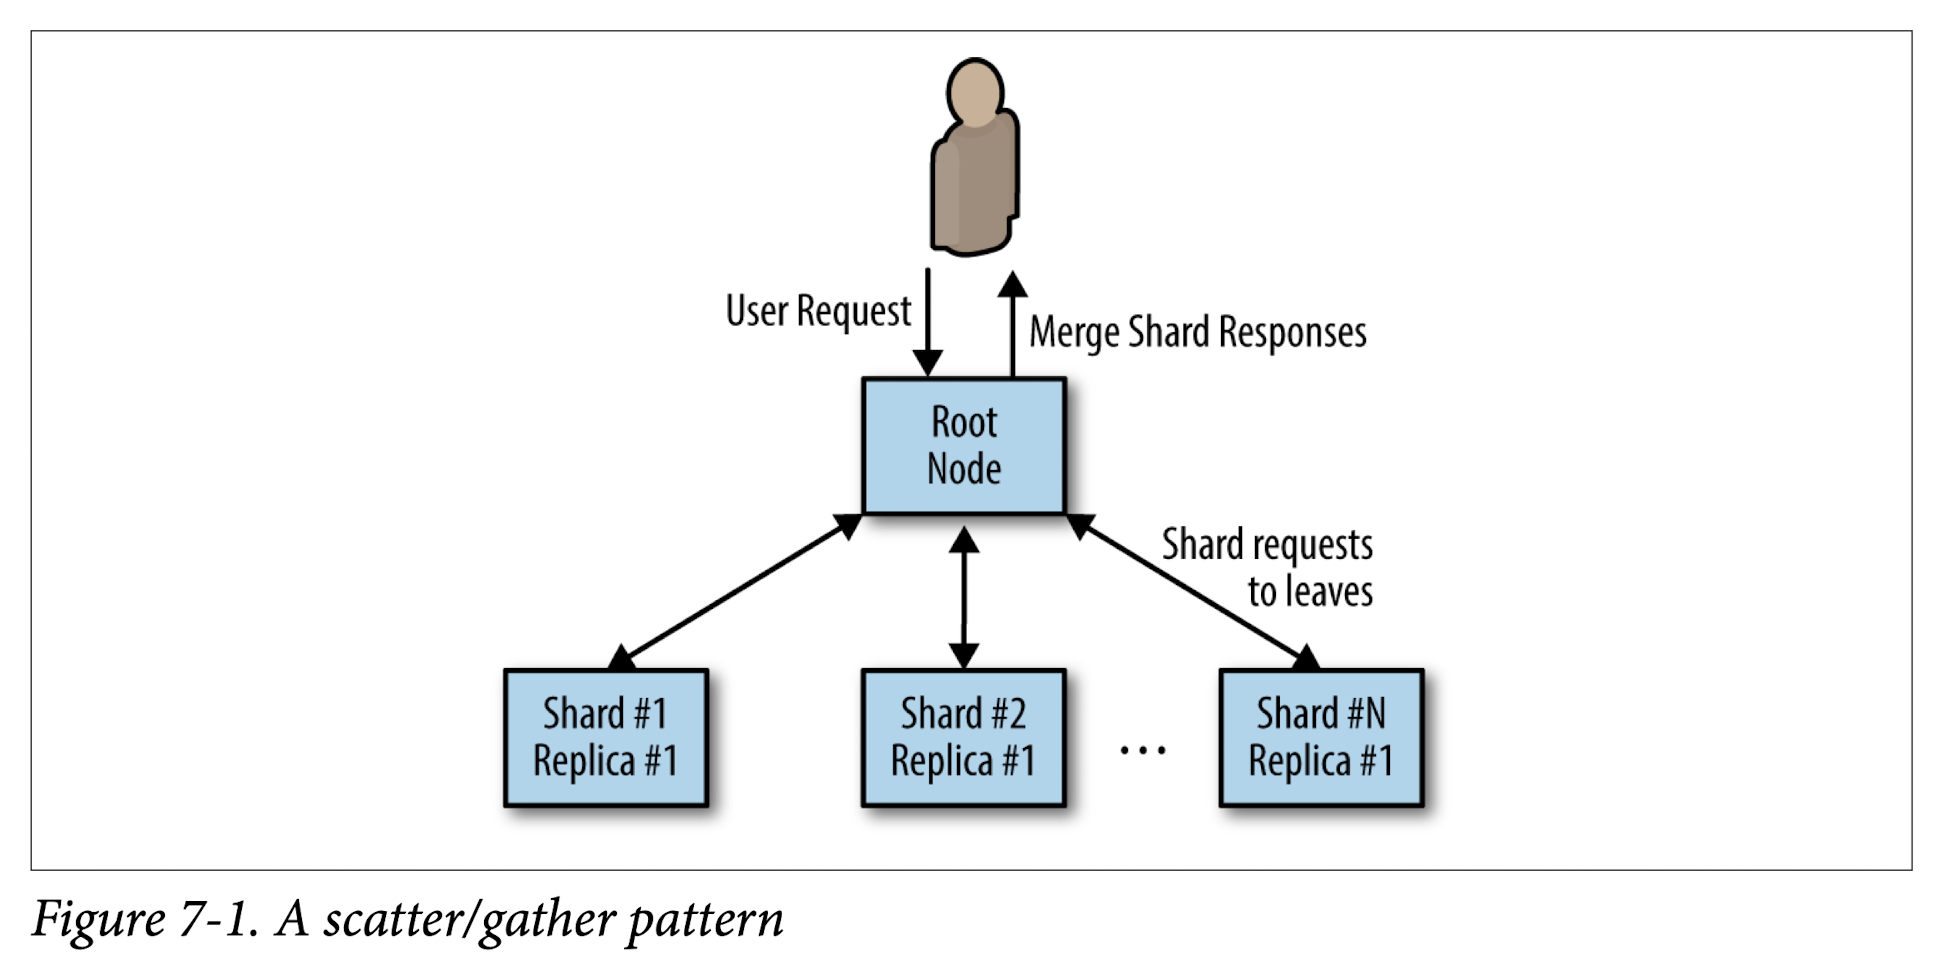 User Request
Merge Shard Responses
Root
Node
Shard requests
to leaves
Shard #1
Replica #1
Shard #2
Replica #1
...
Shard #N
Replica #1
Figure 7-1. A scatter/gather pattern